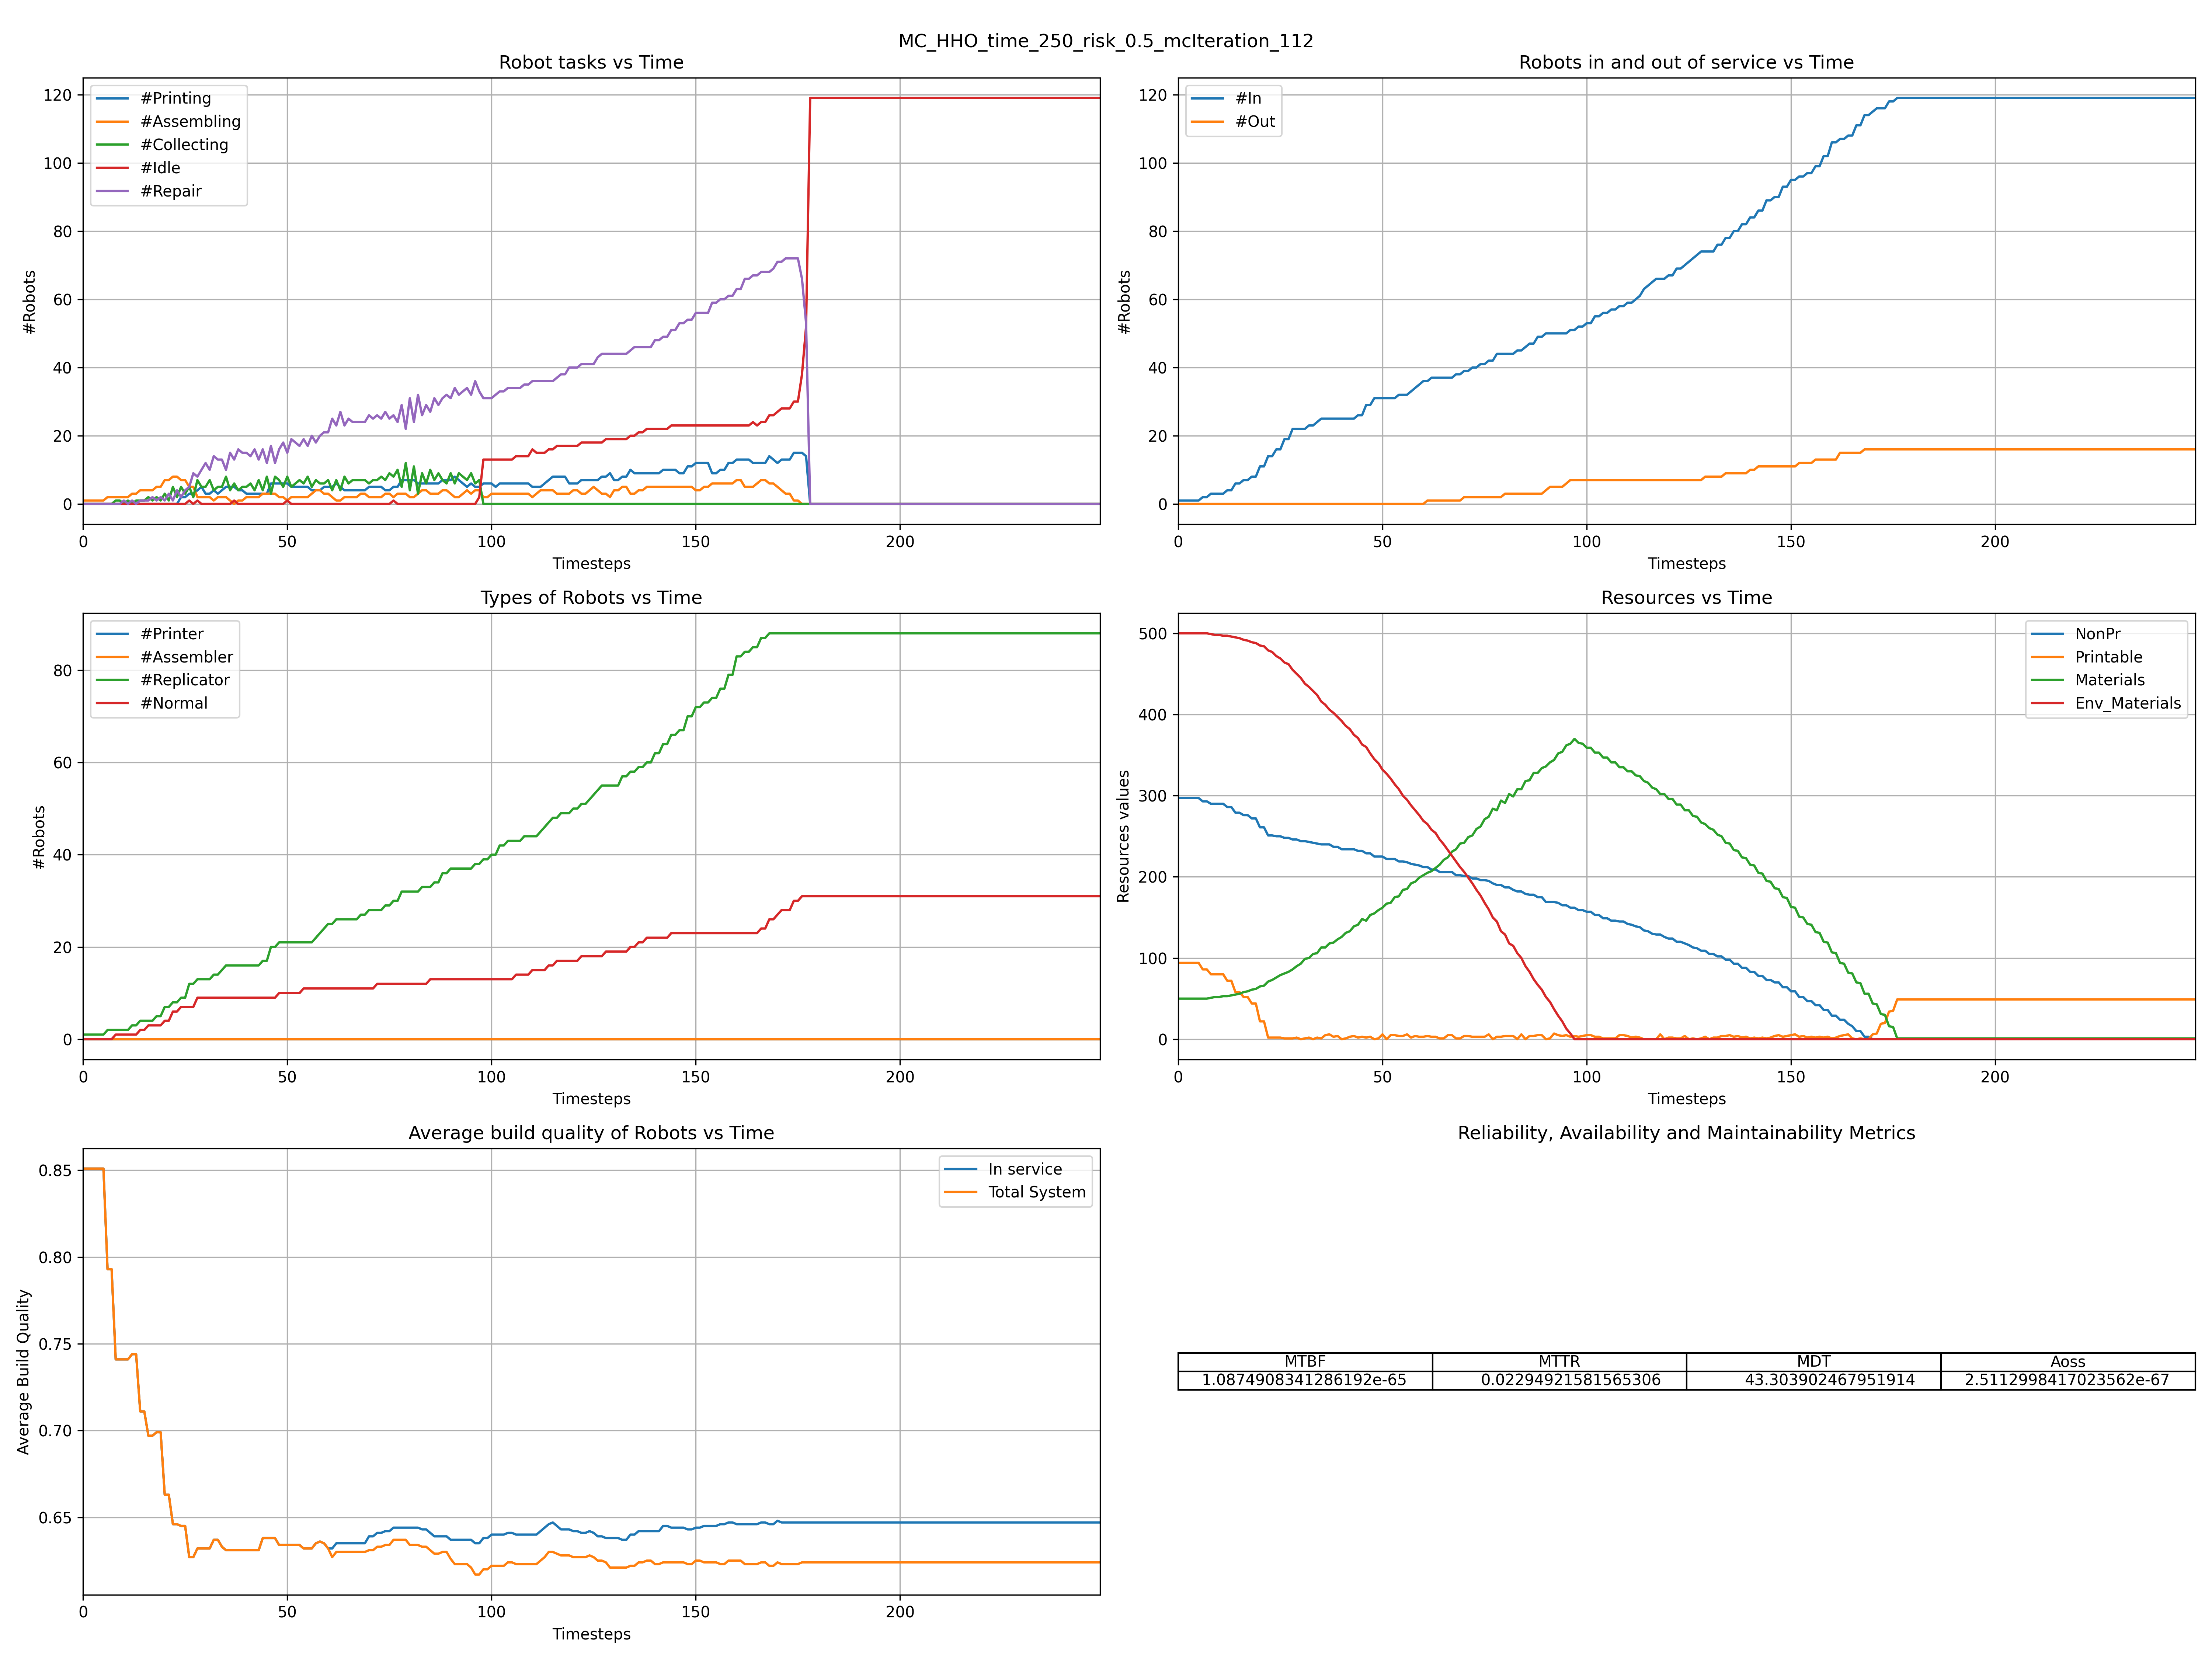 MC_HHO_time_250_risk_0.5_mcIteration_112
Robot tasks vs Time
#Robots
120
100
80
60
40
20
0
#Printing
#Assembling
#Collecting
#Idle
#Repair
0 50 100 150 200
Timesteps
Robots in and out of service vs Time
#Robots
120
100
80
60
40
20
0
#In
#Out
0 50 100 150 200
Timesteps
Types of Robots vs Time
#Robots
80
60
40
20
0
#Printer
#Assembler
#Replicator
#Normal
0 50 100 150 200
Timesteps
Resources vs Time
Resources values
500
400
300
200
100
0
NonPr
Printable
Materials
Env_Materials
0 50 100 150 200
Timesteps
Average build quality of Robots vs Time
Average Build Quality
0.85
0.80
0.75
0.70
0.65
In service
Total System
0 50 100 150 200
Timesteps
Reliability, Availability and Maintainability Metrics
MTBF MTTR MDT Aoss
1.0874908341286192e-65 0.02294921581565306 43.303902467951914 2.5112998417023562e-67